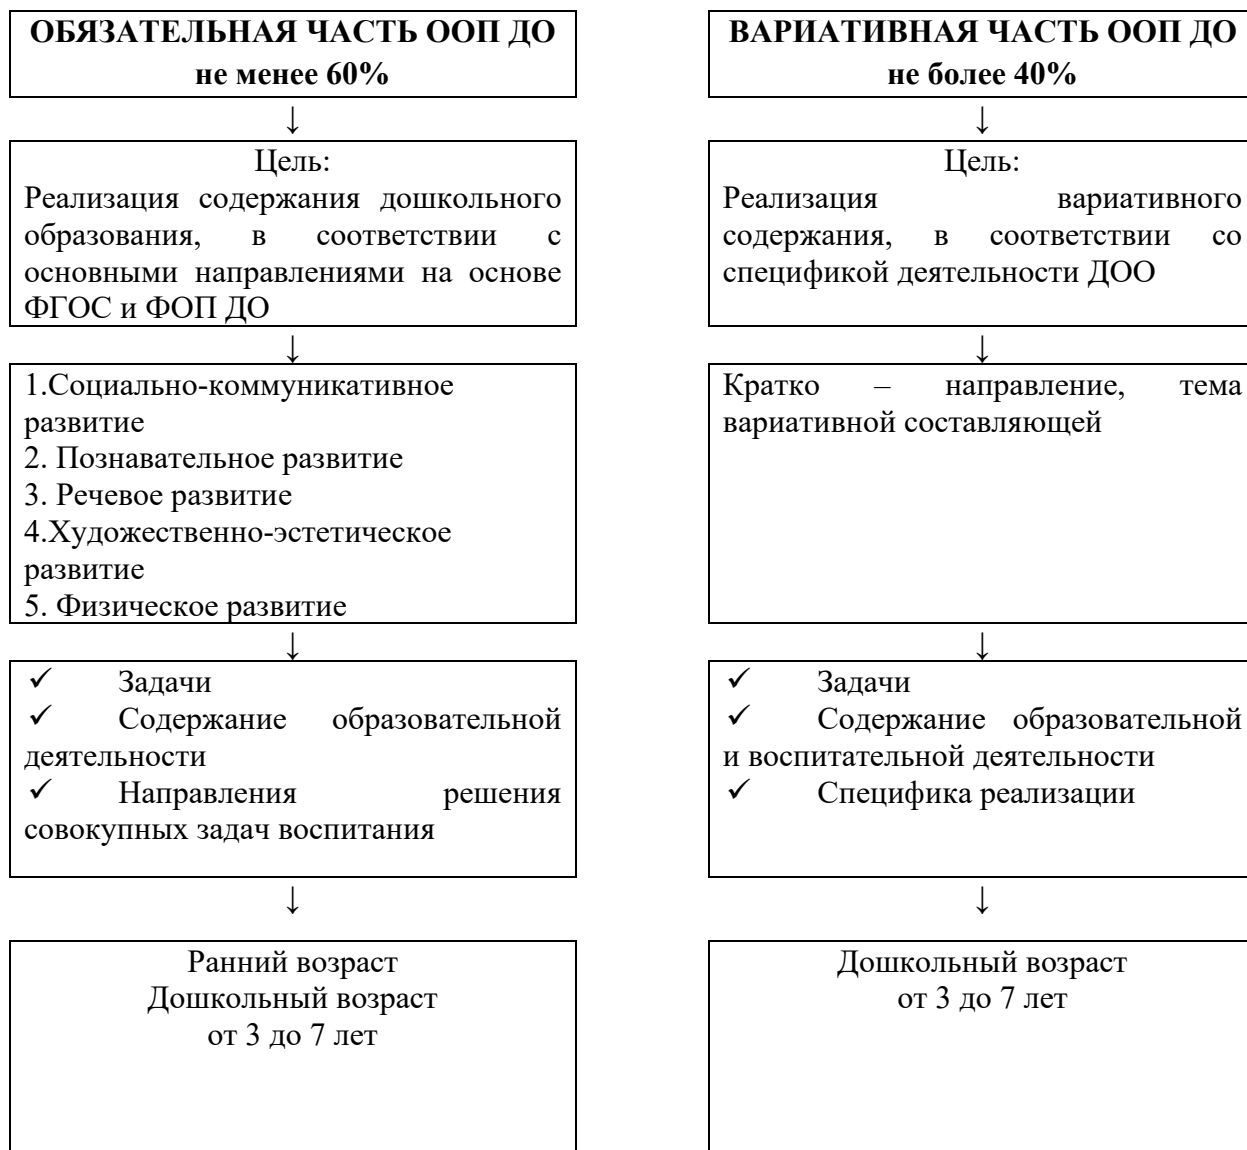 ОБЯЗАТЕЛЬНАЯ ЧАСТЬ ООП ДО
не менее 60%
↓
Цель:
Реализация содержания дошкольного
образования, в соответствии с
основными направлениями на основе
ФГОС и ФОП ДО
↓
1.Социально-коммуникативное
развитие
2. Познавательное развитие
3. Речевое развитие
4.Художественно-эстетическое
развитие
5. Физическое развитие
↓
✓ Задачи
✓ Содержание образовательной
деятельности
✓ Направления решения
совокупных задач воспитания
↓
Ранний возраст
Дошкольный возраст
от 3 до 7 лет
ВАРИАТИВНАЯ ЧАСТЬ ООП ДО
не более 40%
↓
Цель:
Реализация вариативного
содержания, в соответствии со
спецификой деятельности ДОО
↓
Кратко – направление, тема
вариативной составляющей
↓
✓ Задачи
✓ Содержание образовательной
и воспитательной деятельности
✓ Специфика реализации
↓
Дошкольный возраст
от 3 до 7 лет